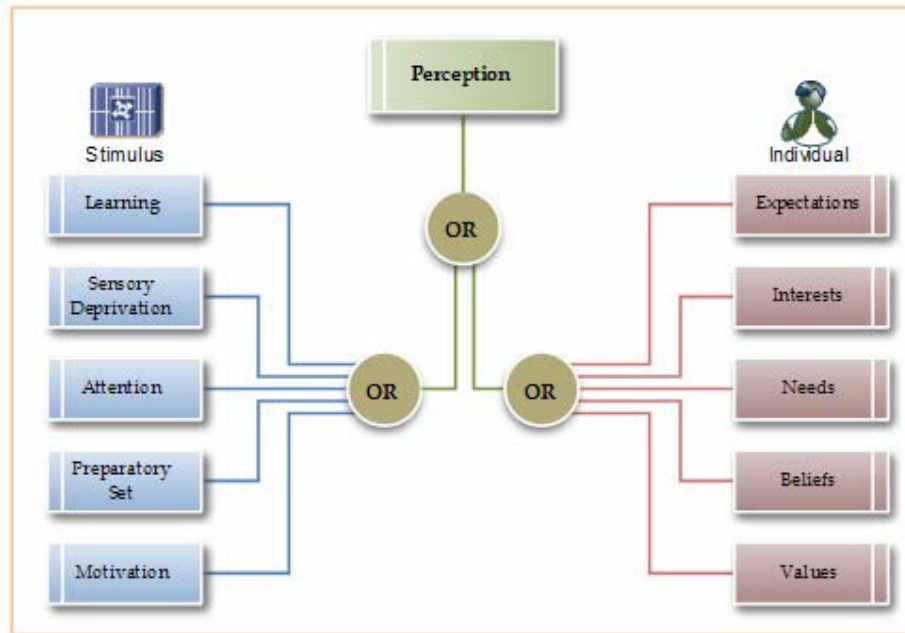 Perception
Stimulus
Individual
Learning
Expectations
OR
Sensory
Deprivation
Interests
Attention
OR
OR
Needs
Preparatory
Set
Beliefs
Motivation
Values